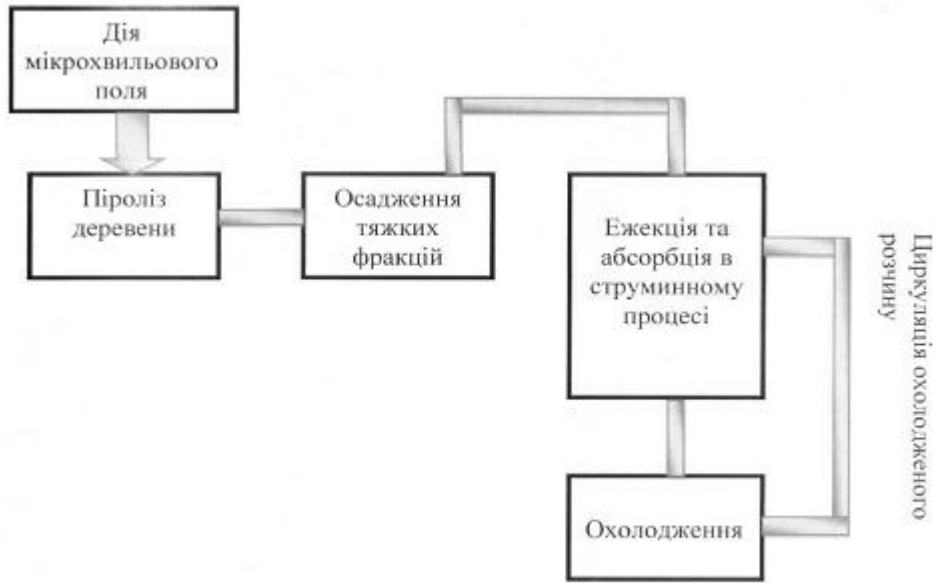 Дія
мікрохвильового
поля
Піроліз
деревени
Осадження
тяжких
фракцій
Ежекція та
абсорбція в
струминному
процесі
Циркуляція охолодженого
розчину
Охолодження